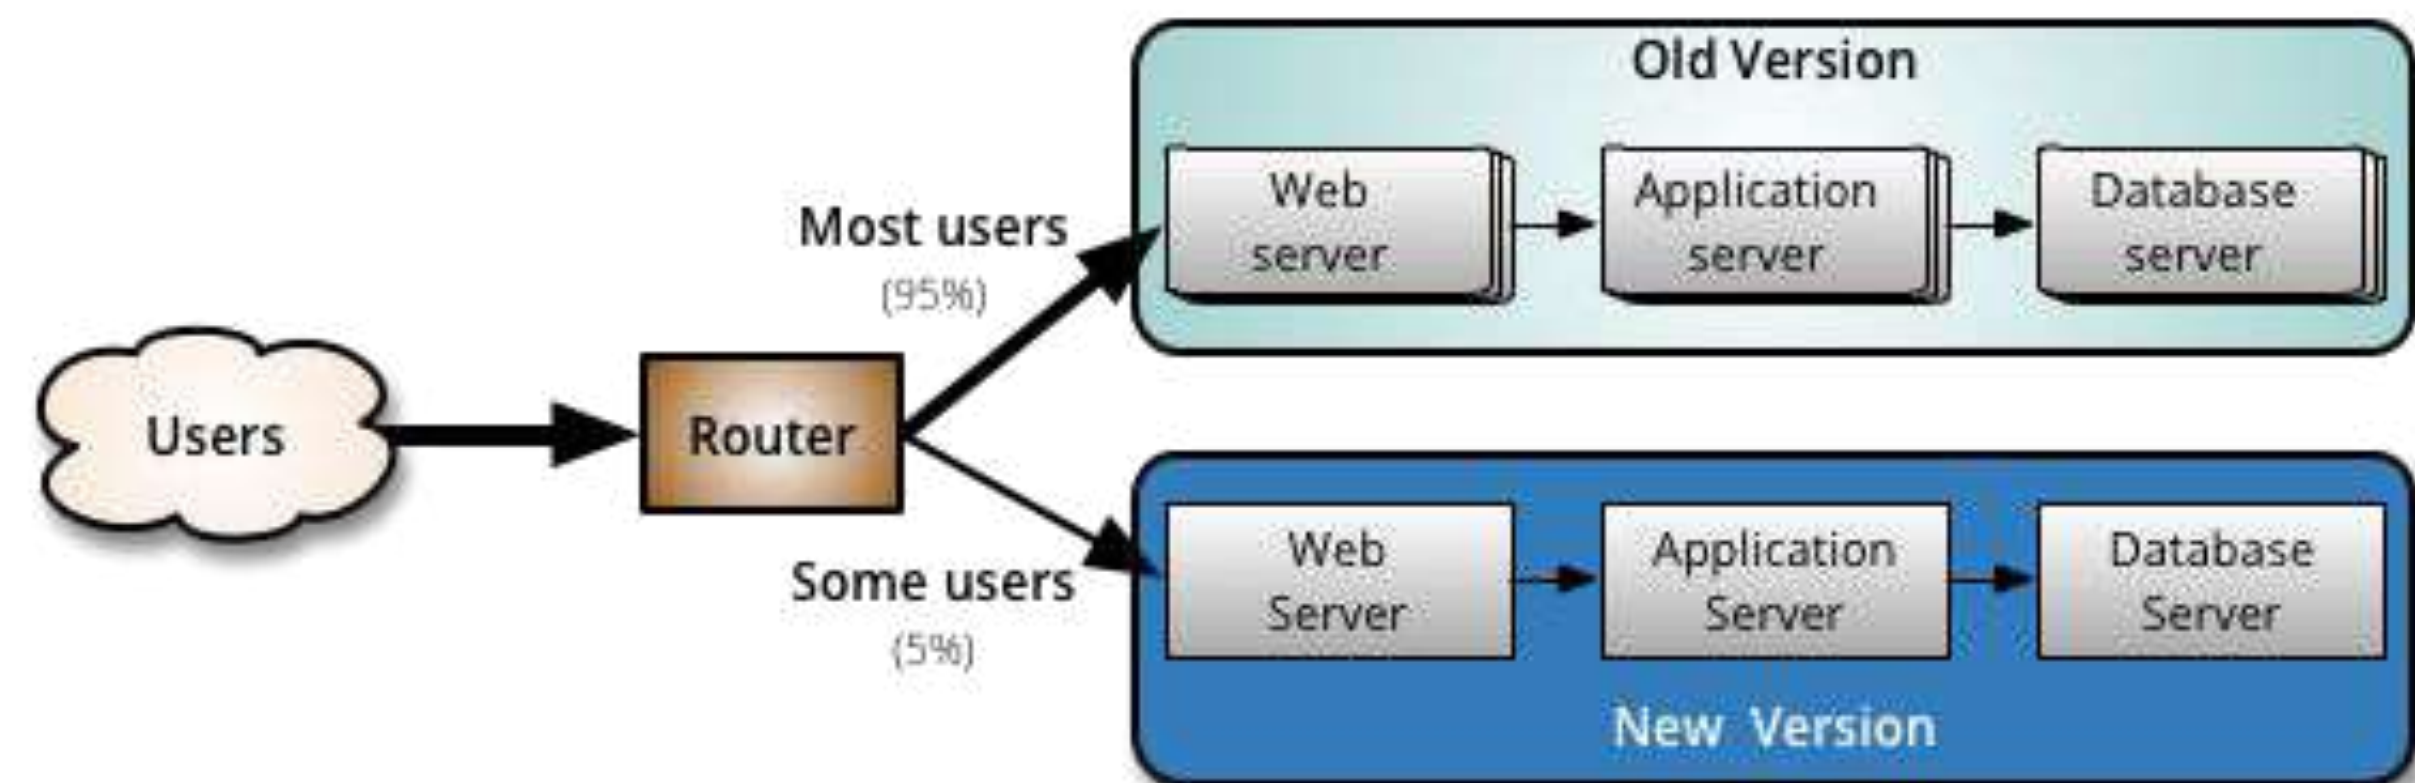 Old Version
Web
server
Application
server
Database
server
Most users
(95%)
Users
Router
Some users
(5%)
Web
Server
Application
Server
Database
Server
New Version